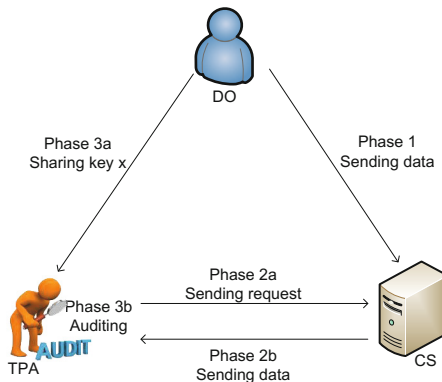 DO
Phase 3a
Sharing key x
Phase 1
Sending data
Phase 2a
Sending request
Phase 3b
Auditing
AUDIT
TPA
CS
Phase 2b
Sending data